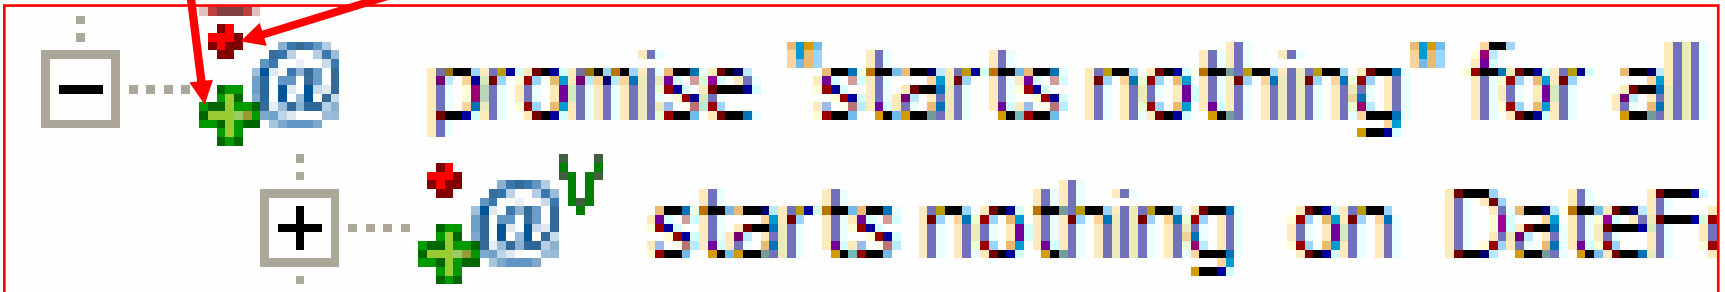 @ promise "starts nothing" for all
@ starts nothing on DateF